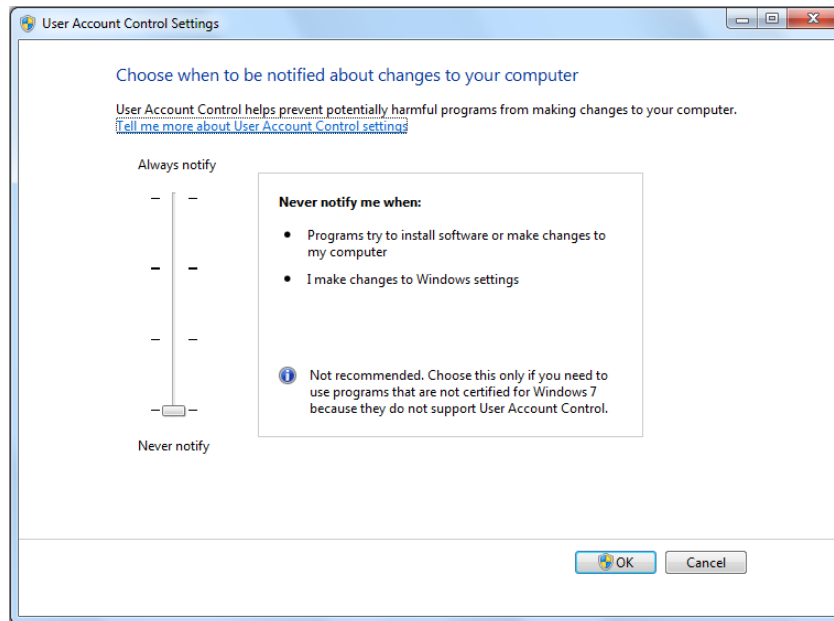 User Account Control Settings
Choose when to be notified about changes to your computer
User Account Control helps prevent potentially harmful programs from making changes to your computer.
Tell me more about User Account Control settings
Always notify
Never notify me when:
• Programs try to install software or make changes to
my computer
• I make changes to Windows settings
Not recommended. Choose this only if you need to
use programs that are not certified for Windows 7
because they do not support User Account Control.
Never notify
OK
Cancel